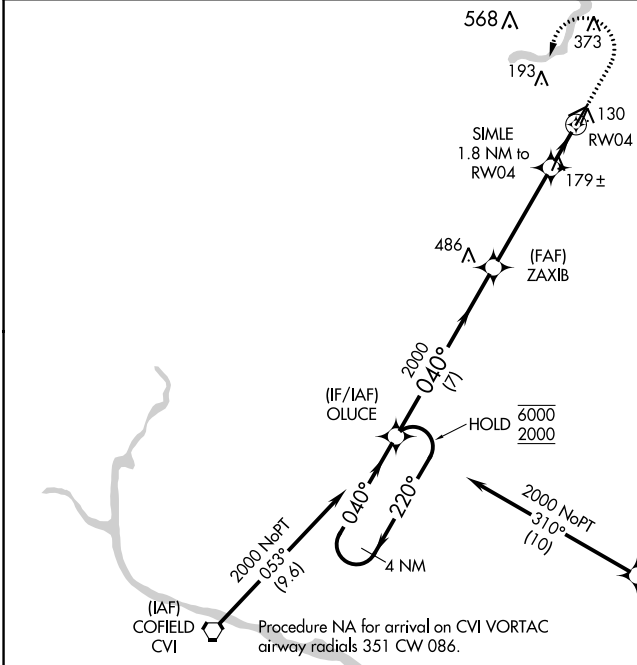 568
373
193
130
RW04
SIMLE
1.8 NM to
RW04
179±
486
(FAF)
ZAXIB
2000
040°
(7)
(IF/IAF)
OLUCE
HOLD
6000
2000
040°
220°
4 NM
2000 NoPT
053°
(9.6)
2000 NoPT
310°
(10)
(IAF)
COFIELD
CVI
Procedure NA for arrival on CVI VORTAC
airway radials 351 CW 086.